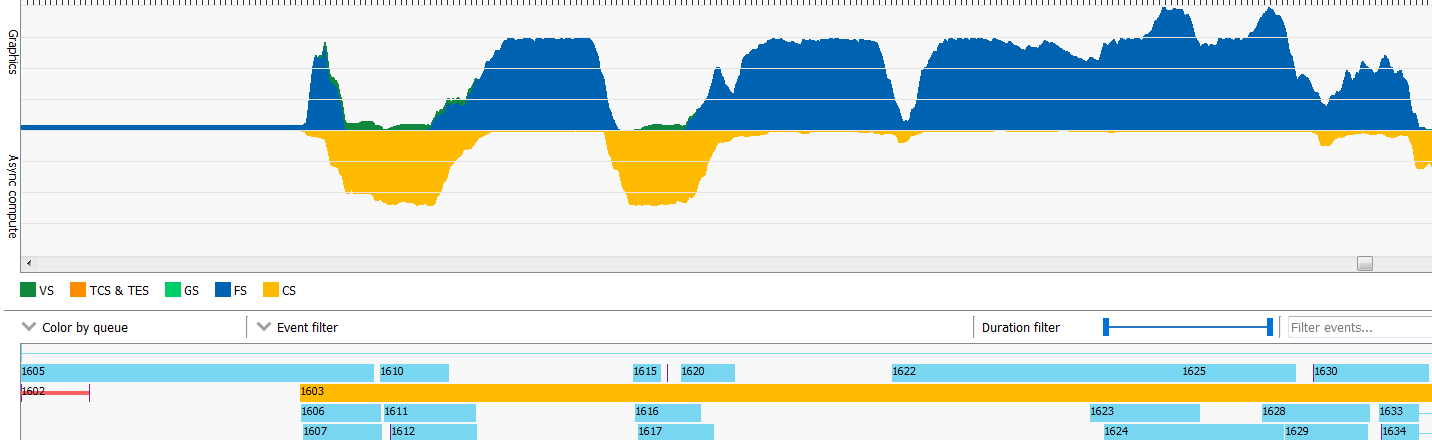 Graphics
Async compute
VS TCS & TES GS FS CS
Color by queue Event filter Duration filter Filter events...
1605 1610 1615 1620 1622 1625 1630
1602 1603
1606 1611 1616 1623 1628 1633
1607 1612 1617 1624 1629 1634